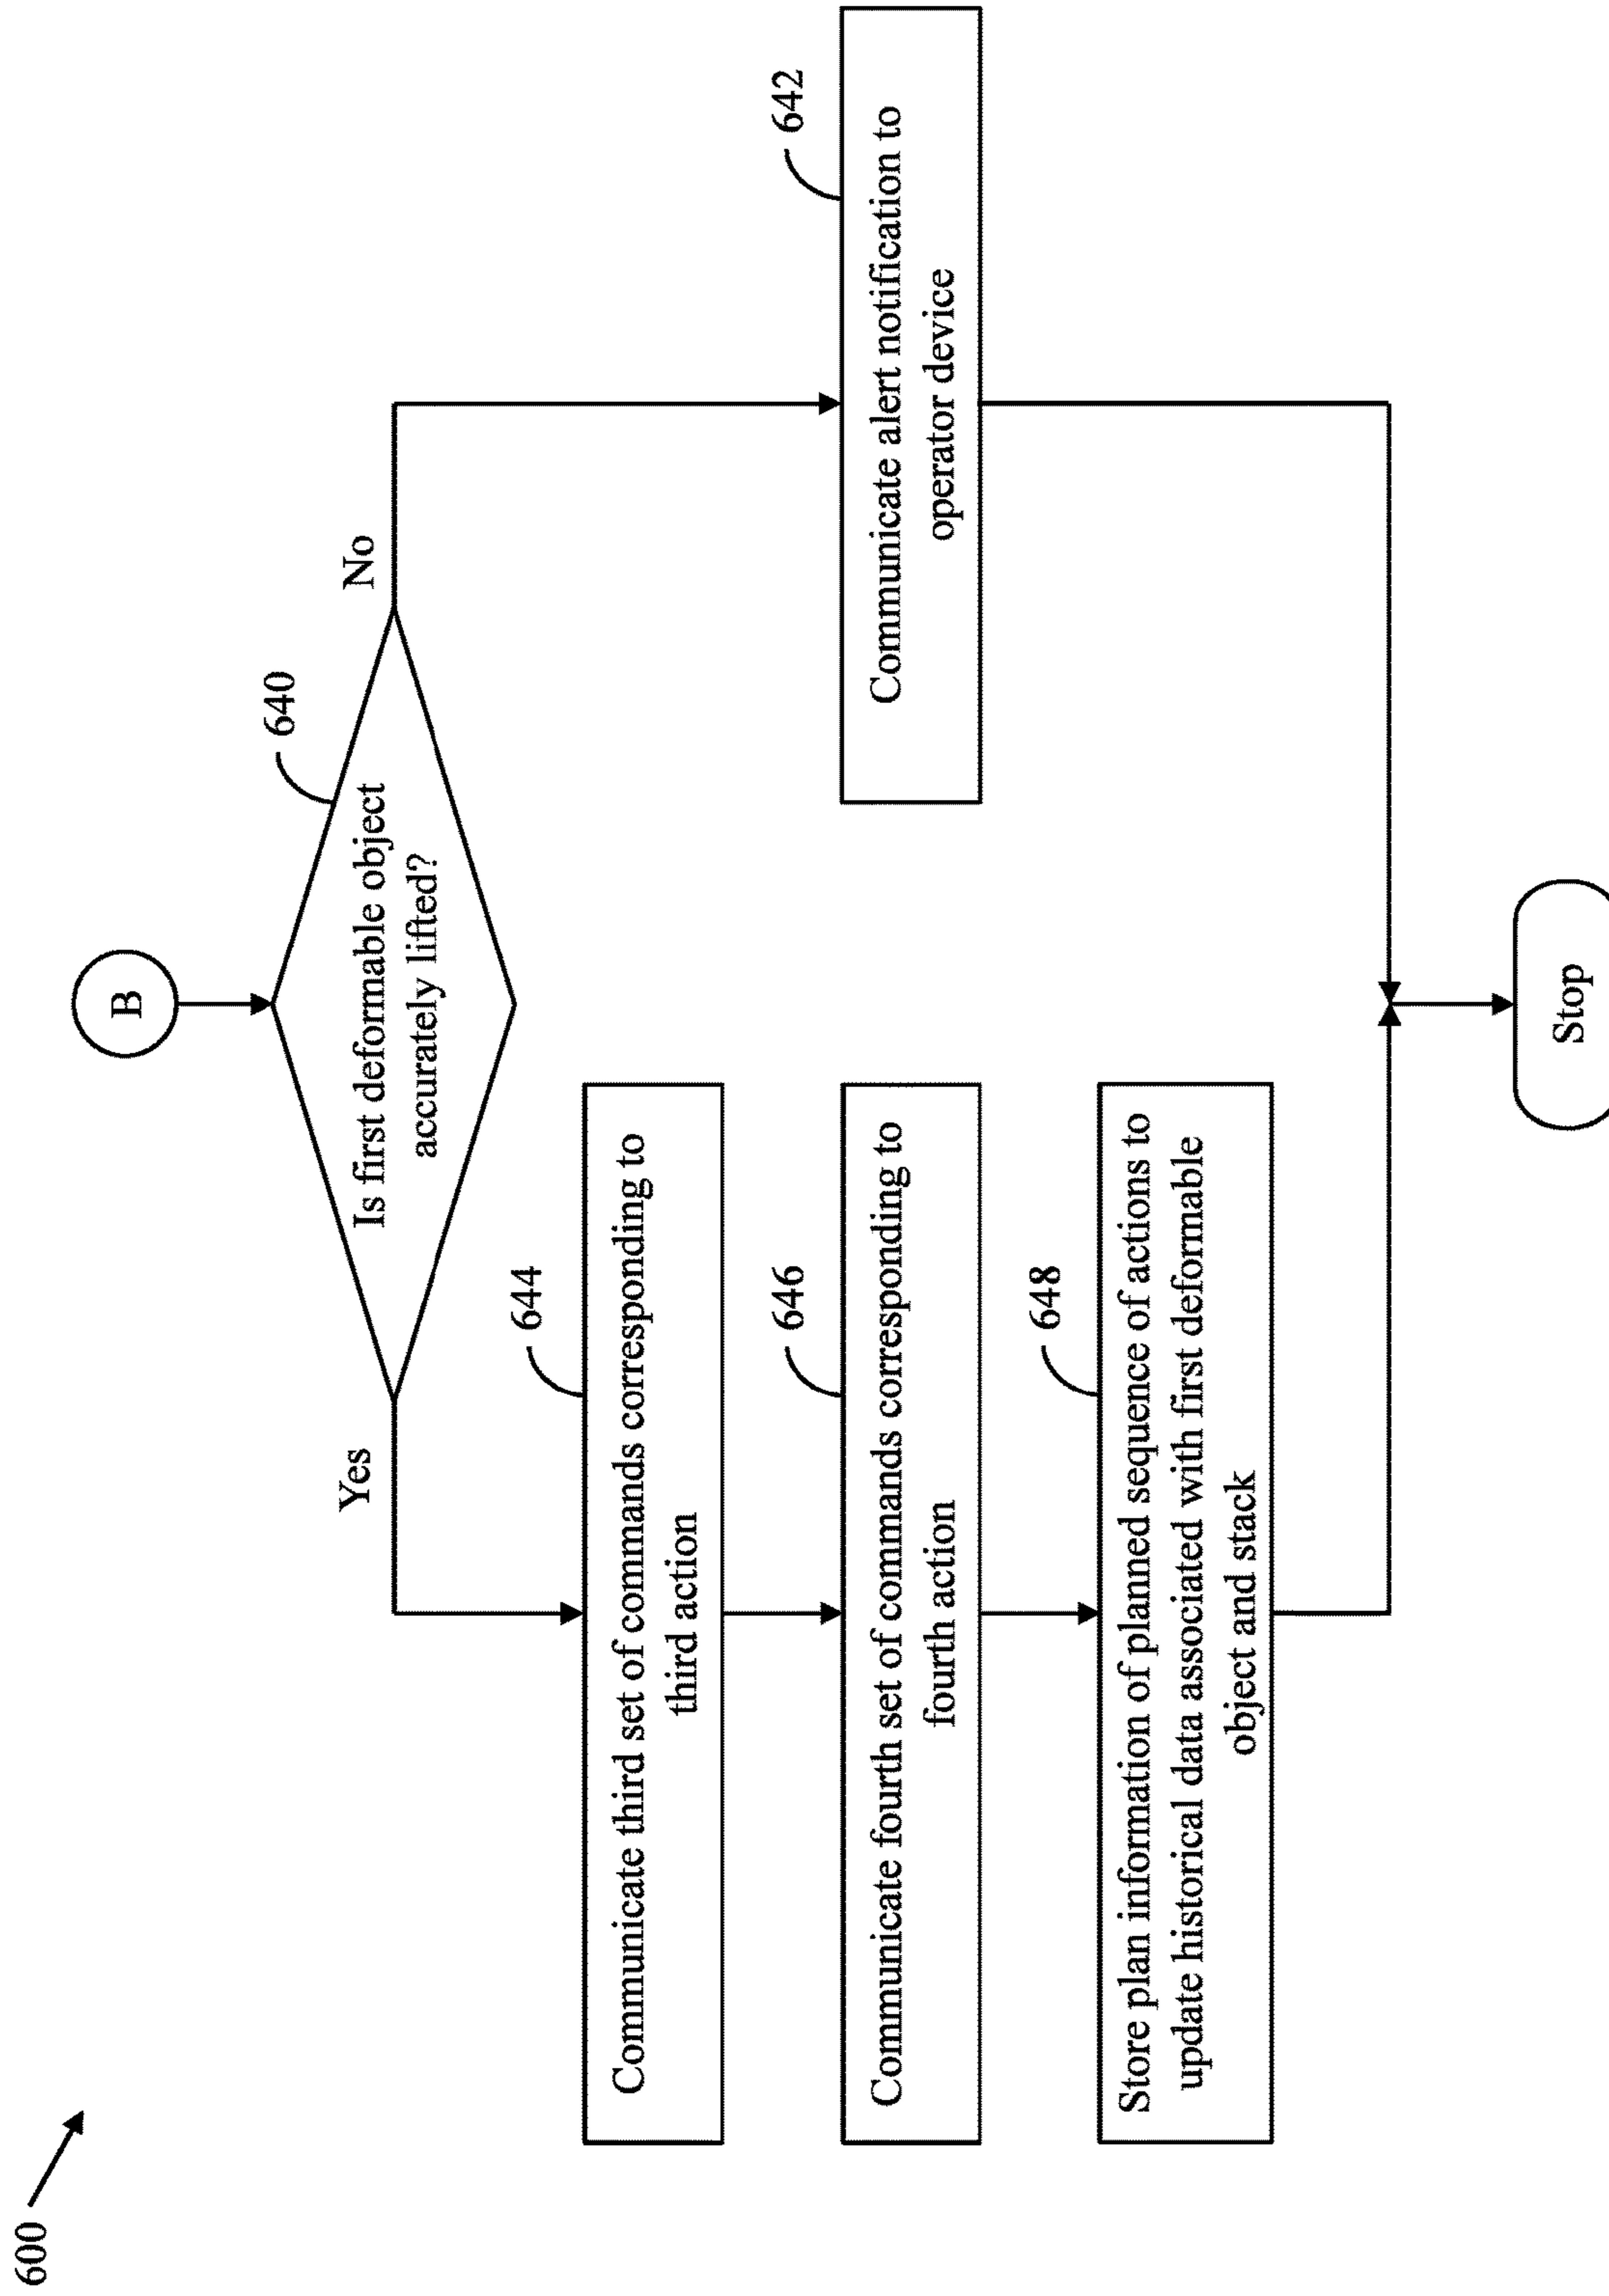 600
B
640
Is first deformable object
accurately lifted?
Yes
No
644
Communicate third set of commands corresponding to
third action
642
Communicate alert notification to
operator device
646
Communicate fourth set of commands corresponding to
fourth action
648
Store plan information of planned sequence of actions to
update historical data associated with first deformable
object and stack
Stop